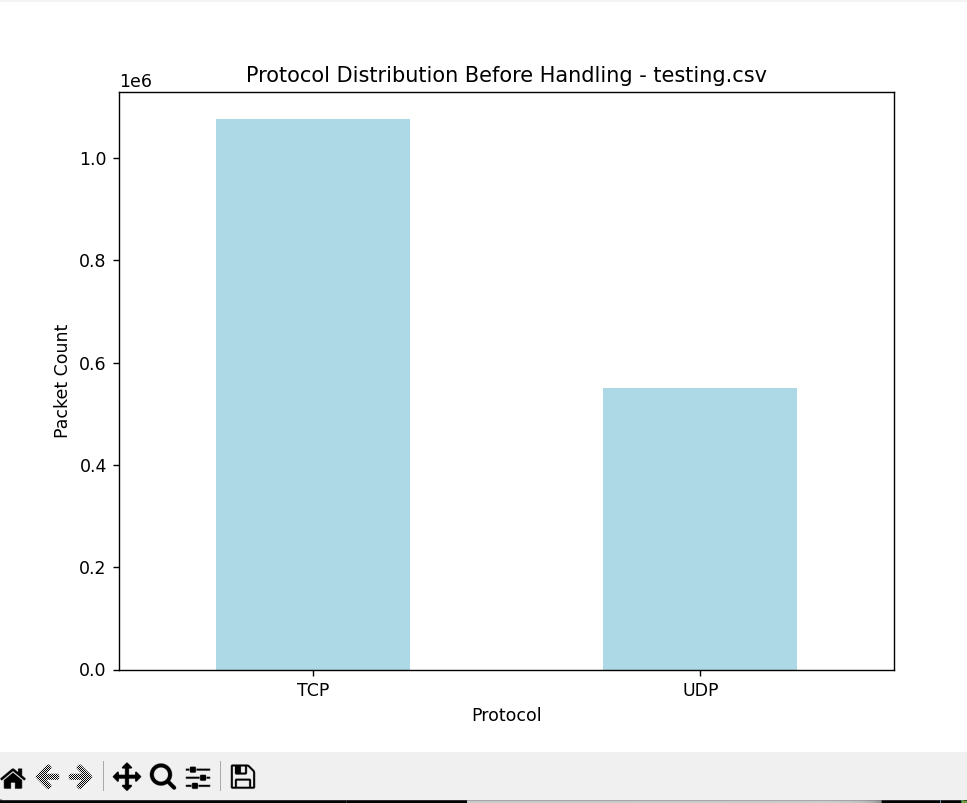 Protocol Distribution Before Handling - testing.csv
1e6
1.0
0.8
0.6
0.4
0.2
0.0
Packet Count
TCP
UDP
Protocol